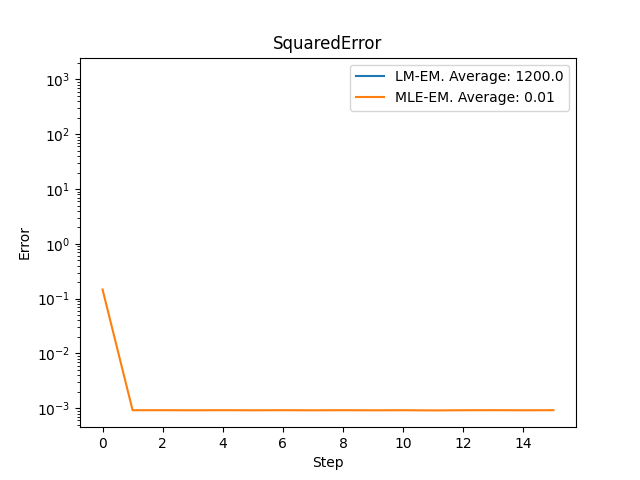 SquaredError
LM-EM. Average: 1200.0
MLE-EM. Average: 0.01
10³
10²
10¹
10⁰
10⁻¹
10⁻²
10⁻³
Error
0 2 4 6 8 10 12 14
Step